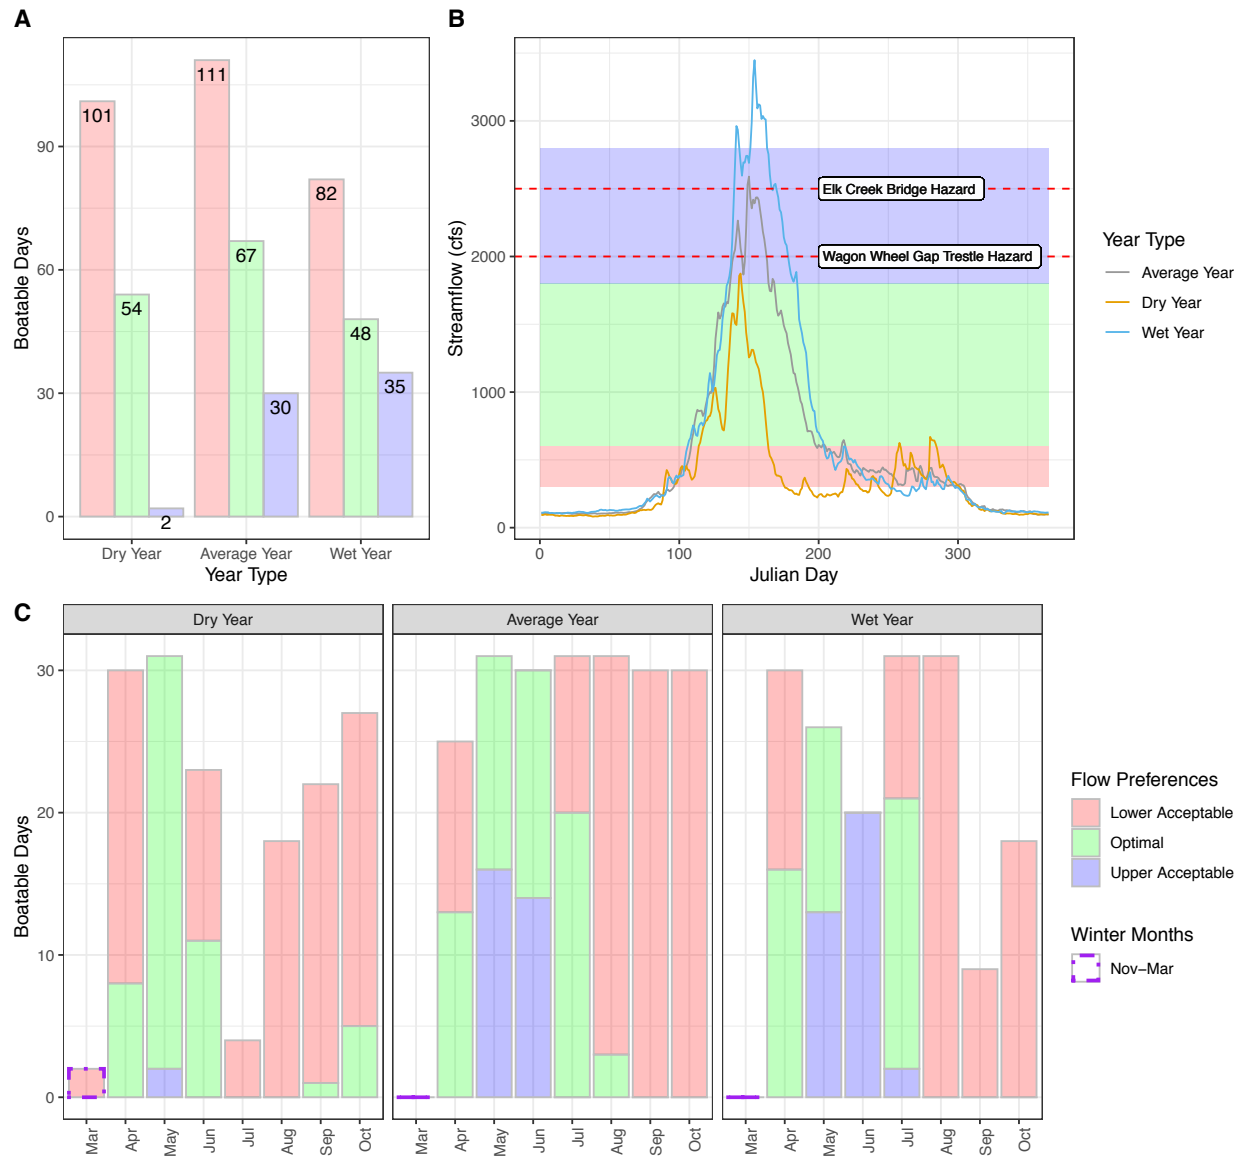 A
B
Boatable Days
90
60
30
0
101
54
2
111
67
30
82
48
35
Dry Year
Average Year
Wet Year
Year Type
Streamflow (cfs)
3000
2000
1000
0
Elk Creek Bridge Hazard
Wagon Wheel Gap Trestle Hazard
0
100
200
300
Julian Day
Year Type
Average Year
Dry Year
Wet Year
C
Dry Year
Average Year
Wet Year
Boatable Days
30
20
10
0
Mar
Apr
May
Jun
Jul
Aug
Sep
Oct
Mar
Apr
May
Jun
Jul
Aug
Sep
Oct
Mar
Apr
May
Jun
Jul
Aug
Sep
Oct
Flow Preferences
Lower Acceptable
Optimal
Upper Acceptable
Winter Months
Nov−Mar